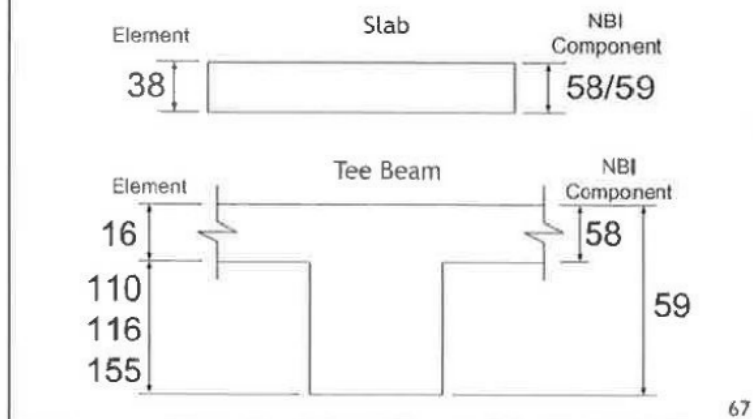 Slab
Element
NBI
Component
38
58/59
Tee Beam
Element
NBI
Component
16
58
110
116
155
59
67